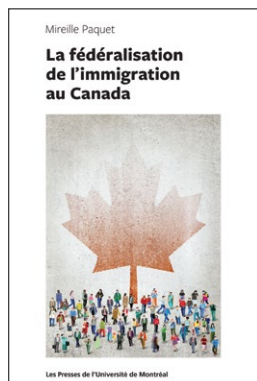 Mireille Paquet
La fédéralisation
de l’immigration
au Canada
Les Presses de l’Université de Montréal